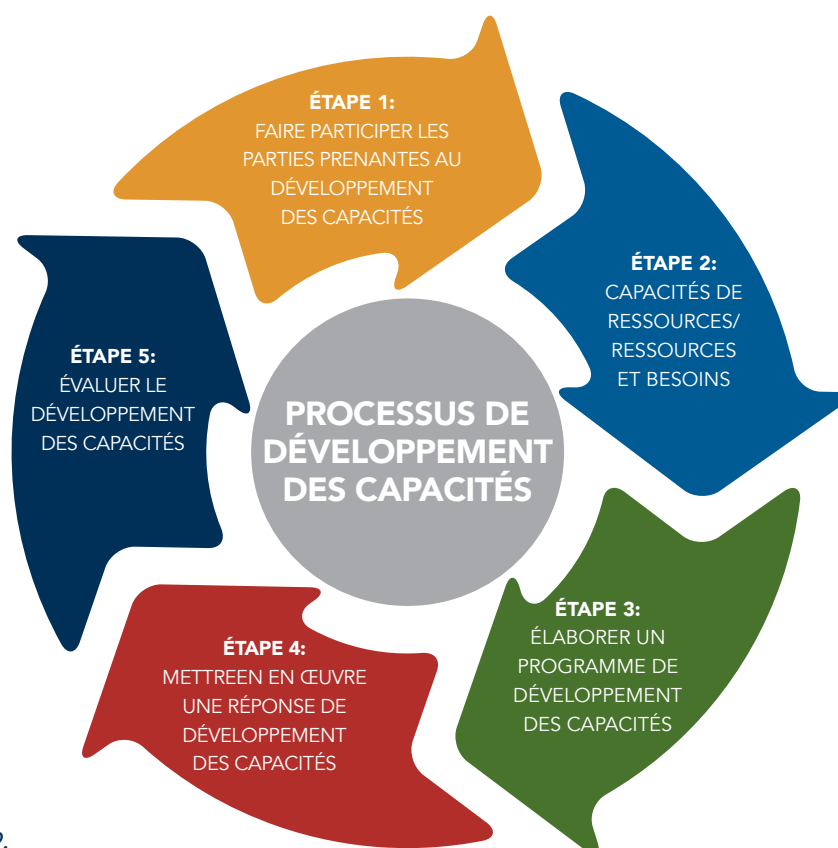 ÉTAPE 1:
FAIRE PARTICIPER LES
PARTIES PRENANTES AU
DÉVELOPPEMENT
DES CAPACITÉS
ÉTAPE 2:
CAPACITÉS DE
RESSOURCES/
RESSOURCES
ET BESOINS
ÉTAPE 3:
ÉLABORER UN
PROGRAMME DE
DÉVELOPPEMENT
DES CAPACITÉS
ÉTAPE 4:
METTREEN EN ŒUVRE
UNE RÉPONSE DE
DÉVELOPPEMENT
DES CAPACITÉS
ÉTAPE 5:
ÉVALUER LE
DÉVELOPPEMENT
DES CAPACITÉS
PROCESSUS DE
DÉVELOPPEMENT
DES CAPACITÉS